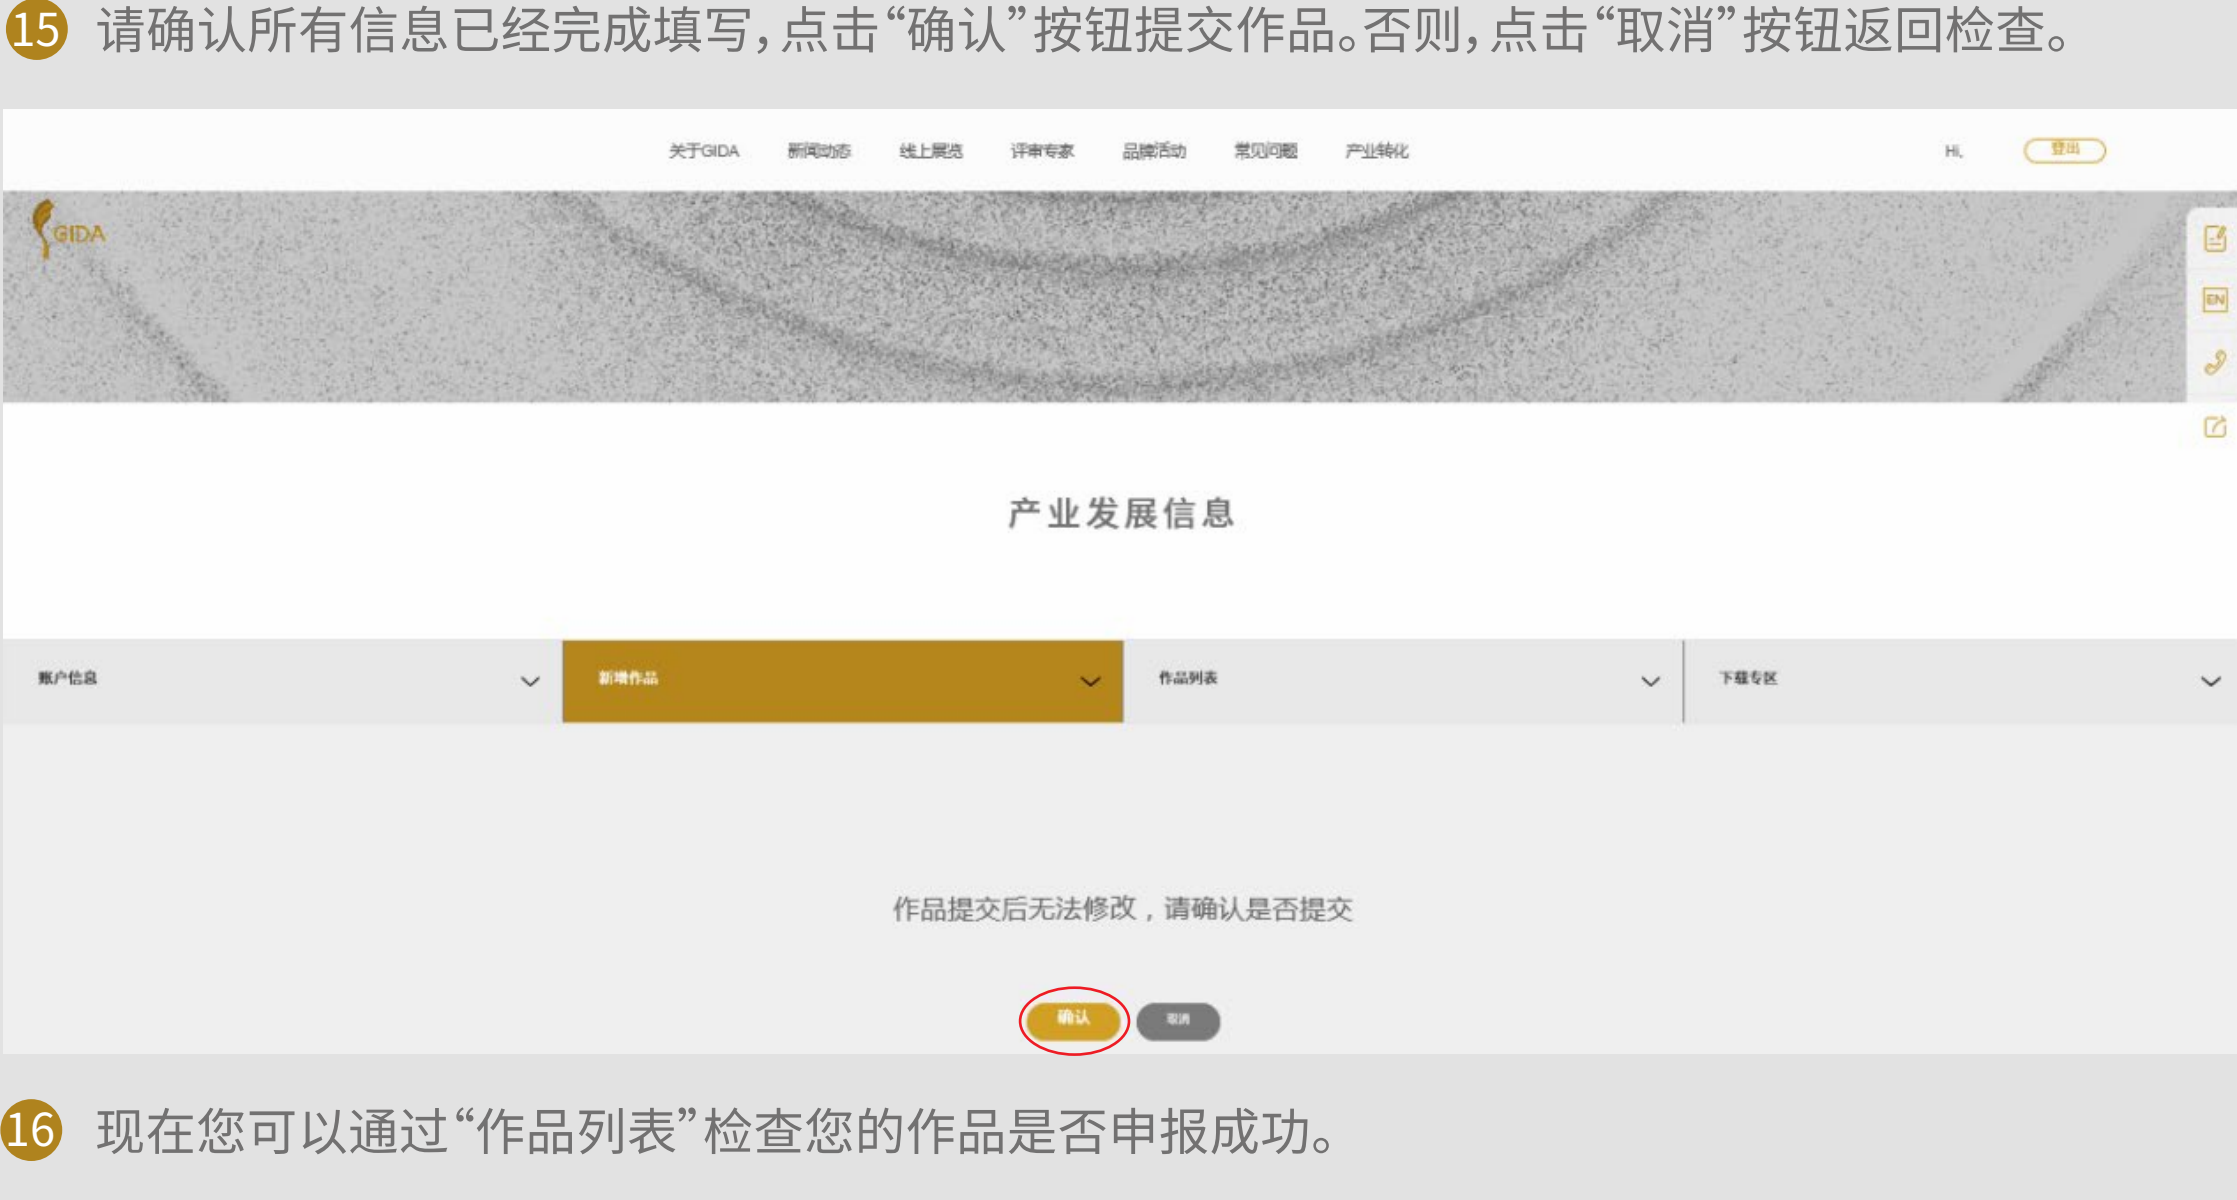 15 请确认所有信息已经完成填写，点击“确认”按钮提交作品。否则，点击“取消”按钮返回检查。
关于GIDA 新闻动态 线上展览 评审专家 品牌活动 常见问题 产业转化 Hi, 登出
GIDA
EN
产业发展信息
账户信息 新增作品 作品列表 下载专区
作品提交后无法修改，请确认是否提交
确认 取消
16 现在您可以通过“作品列表”检查您的作品是否申报成功。